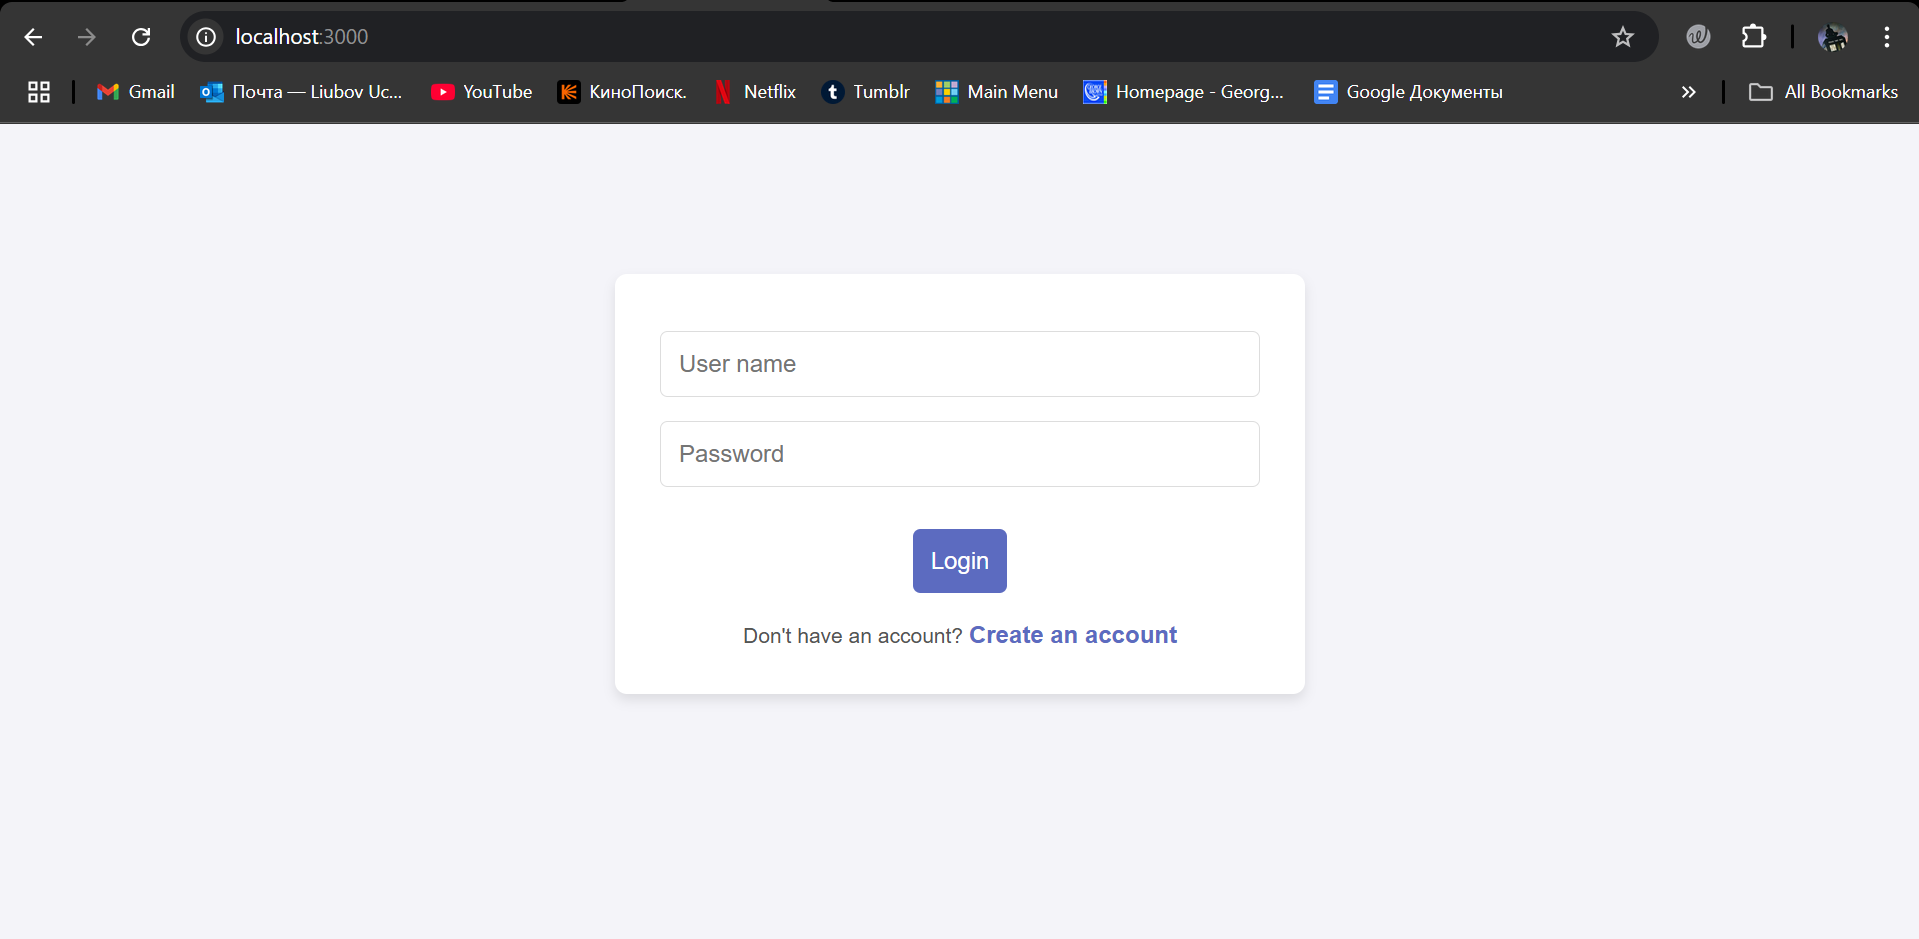 localhost:3000
Gmail
Почта — Liubov Uc...
YouTube
КиноПоиск.
Netflix
Tumblr
Main Menu
Homepage - Georg...
Google Документы
All Bookmarks
User name
Password
Login
Don't have an account? Create an account